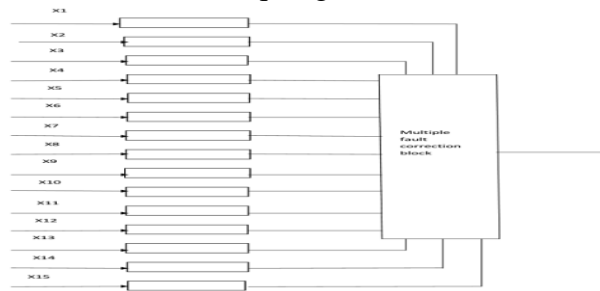 X1
X2
X3
X4
X5
X6
X7
X8
X9
X10
X11
X12
X13
X14
X15
Multiple
fault
correction
block